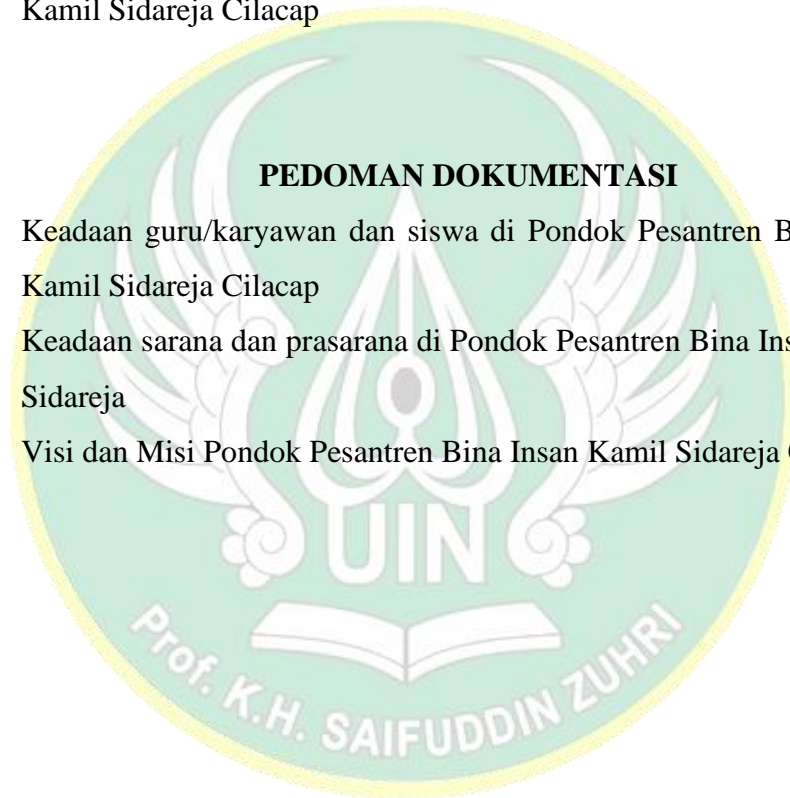 Kamil Sidareja Cilacap
PEDOMAN DOKUMENTASI
Keadaan guru/karyawan dan siswa di Pondok Pesantren B
Kamil Sidareja Cilacap
Keadaan sarana dan prasarana di Pondok Pesantren Bina Ins
Sidareja
Visi dan Misi Pondok Pesantren Bina Insan Kamil Sidareja
UIN
Prof. K.H. SAIFUDDIN ZUHRI